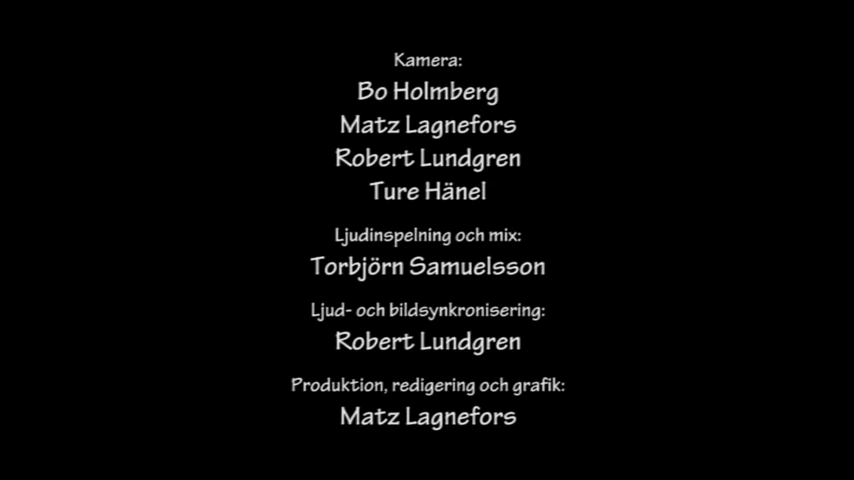 Kamera:
Bo Holmberg
Matz Lagnefors
Robert Lundgren
Ture Hänel
Ljudinspelning och mix:
Torbjörn Samuelsson
Ljud- och bildsynkronisering:
Robert Lundgren
Produktion, redigering och grafik:
Matz Lagnefors